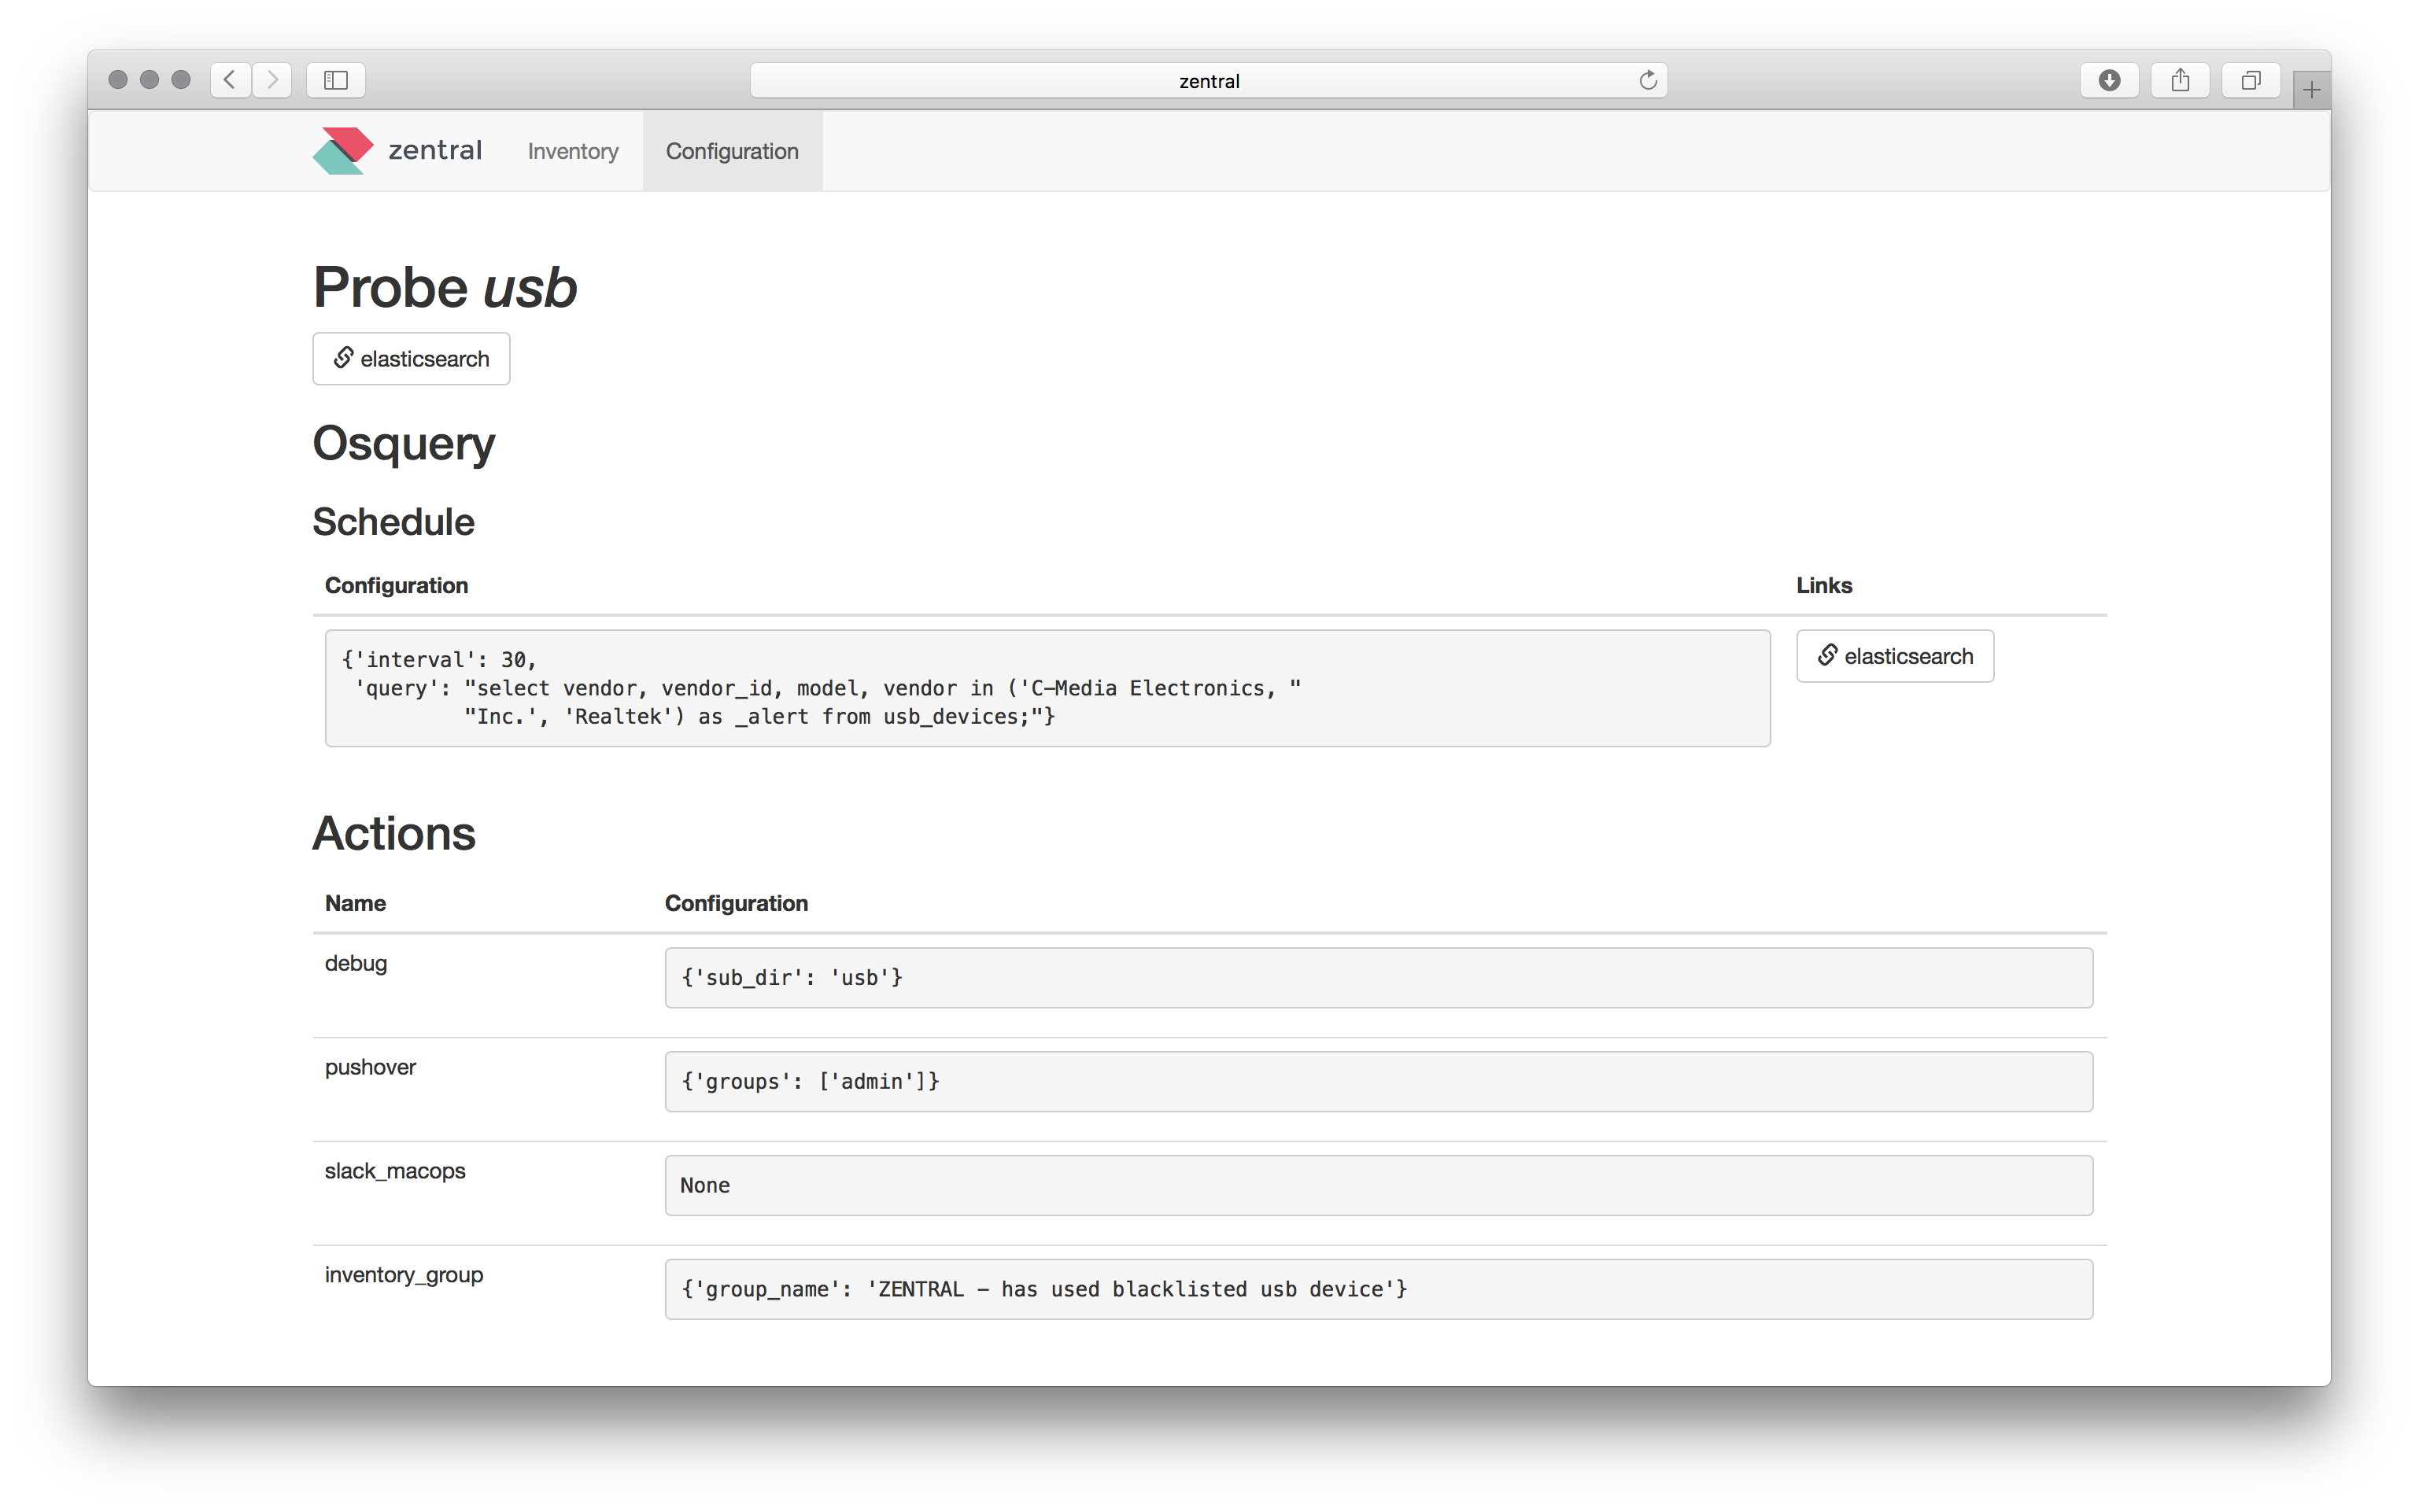 zentral
zentral Inventory Configuration
Probe usb
elasticsearch
Osquery
Schedule
Configuration Links
{'interval': 30,
 'query': "select vendor, vendor_id, model, vendor in ('C-Media Electronics, "
          "Inc.', 'Realtek') as _alert from usb_devices;"}
elasticsearch
Actions
Name Configuration
debug {'sub_dir': 'usb'}
pushover {'groups': ['admin']}
slack_macops None
inventory_group {'group_name': 'ZENTRAL - has used blacklisted usb device'}